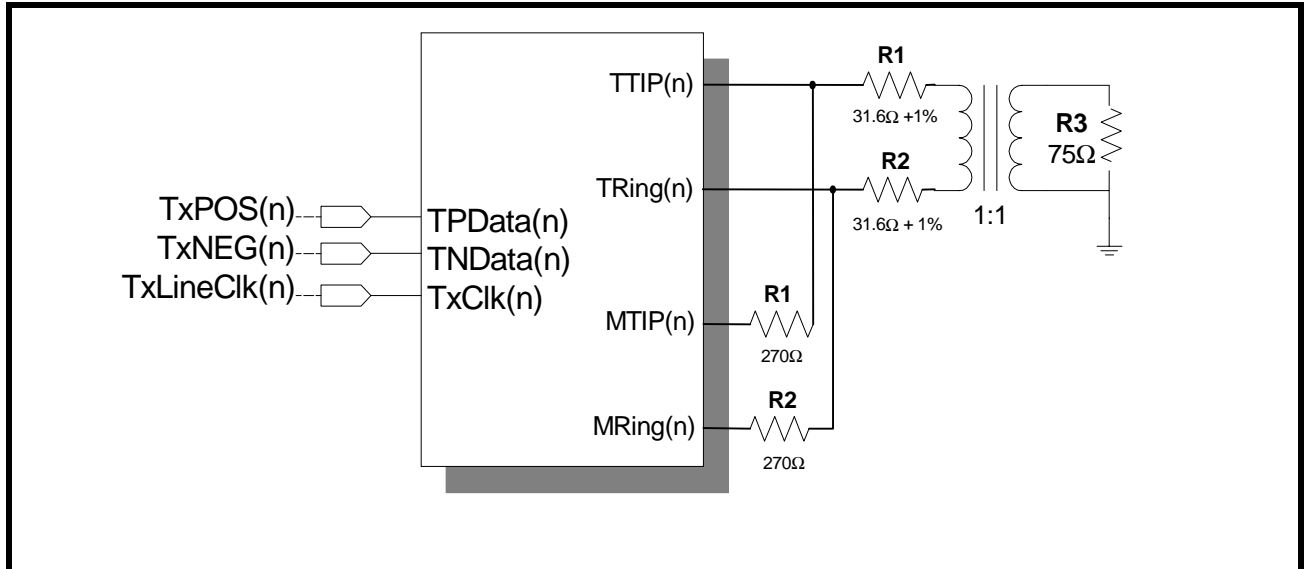 TxPOS(n)
TxNEG(n)
TxLineClk(n)
TPData(n)
TNData(n)
TxClk(n)
TTIP(n)
TRing(n)
MTIP(n)
MRing(n)
R1
31.6Ω +1%
R2
31.6Ω + 1%
R1
270Ω
R2
270Ω
1:1
R3
75Ω